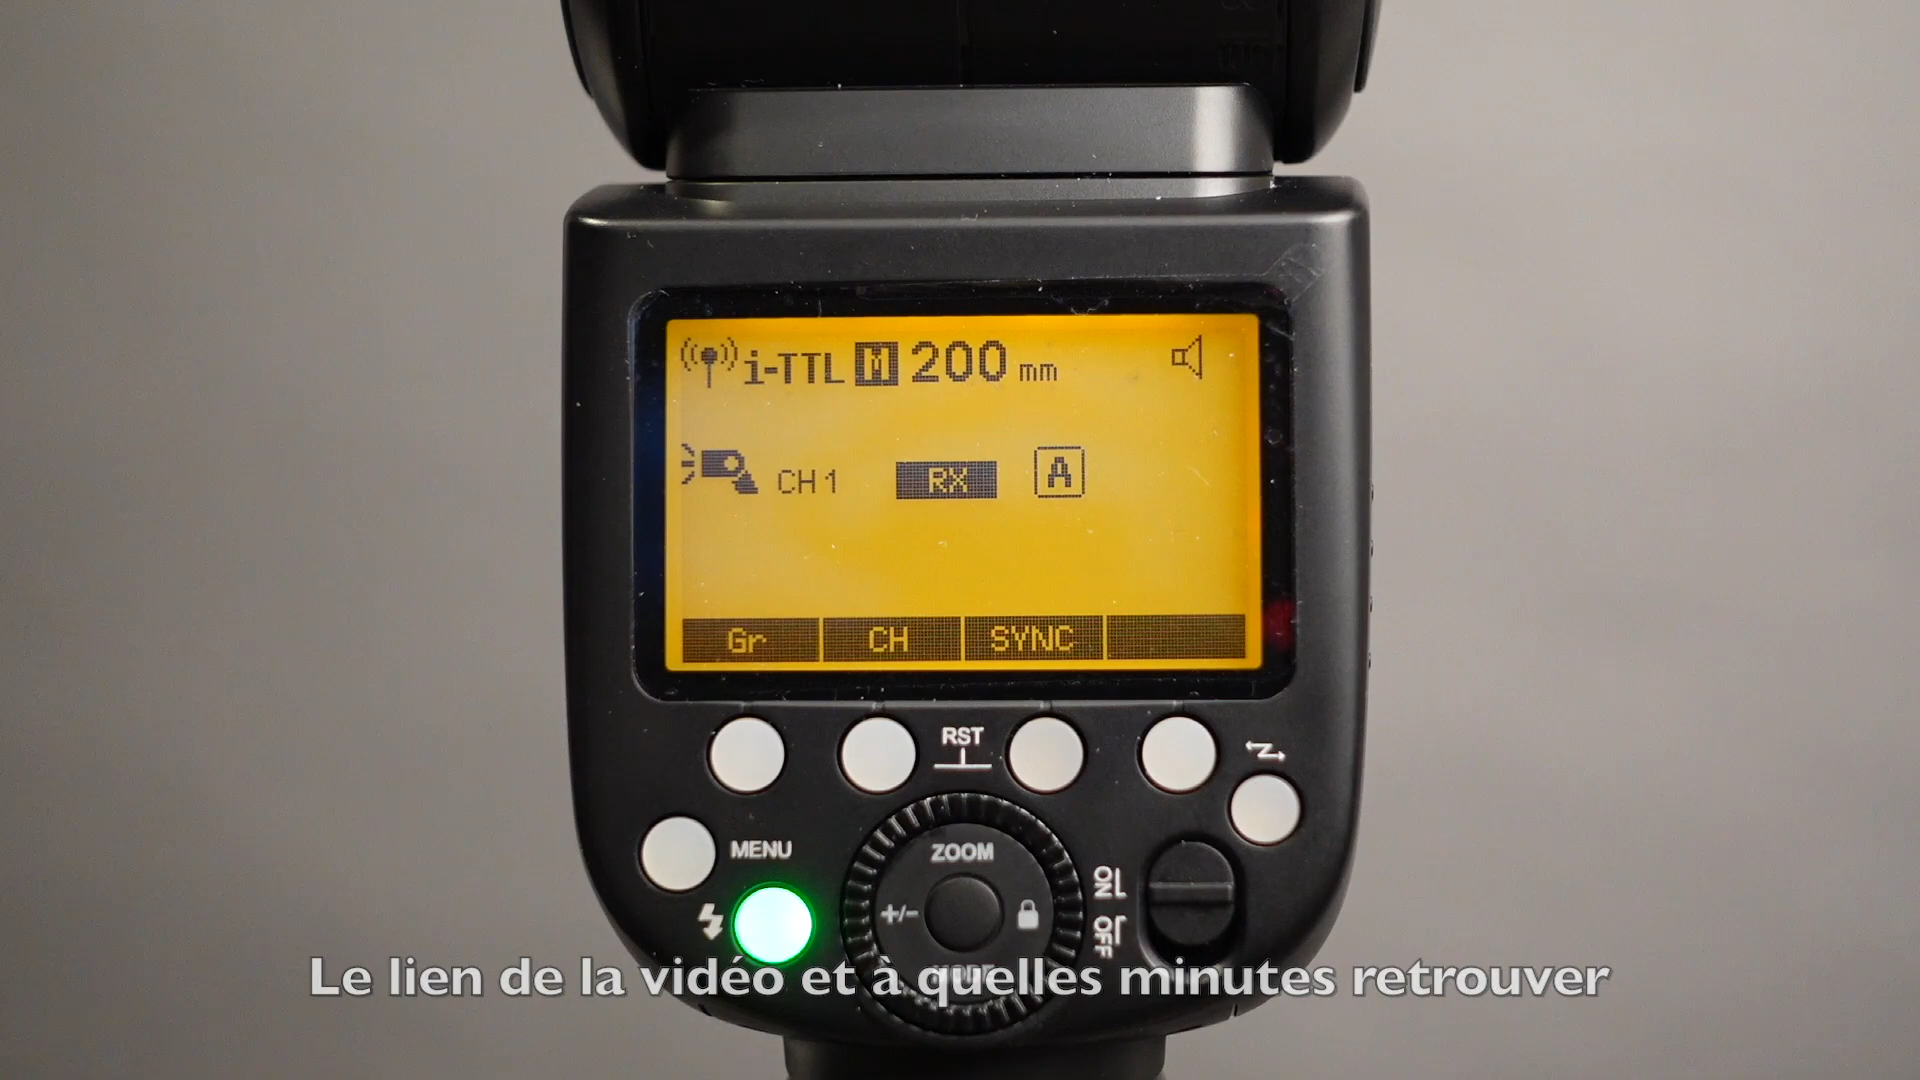 i-TTL M 200 mm
CH 1 RX A
Gr CH SYNC
RST
MENU
ZOOM
+/-
ON
OFF
Le lien de la vidéo et à quelles minutes retrouver